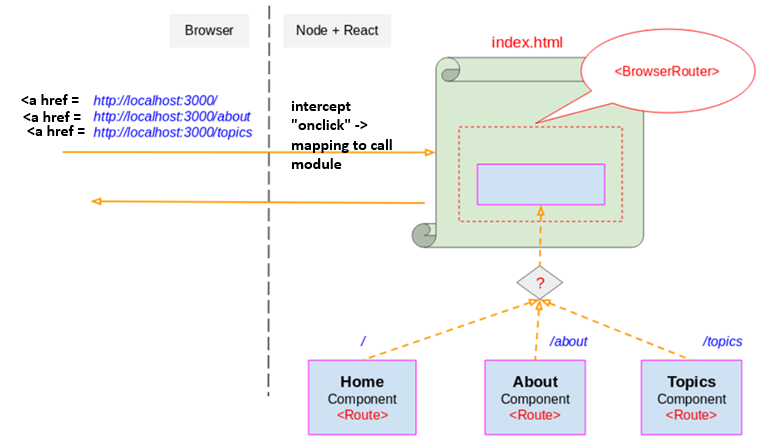 Browser
Node + React
index.html
<BrowserRouter>
<a href = http://localhost:3000/
<a href = http://localhost:3000/about
<a href = http://localhost:3000/topics
intercept
"onclick" ->
mapping to call
module
?
/
/about
/topics
Home
Component
<Route>
About
Component
<Route>
Topics
Component
<Route>